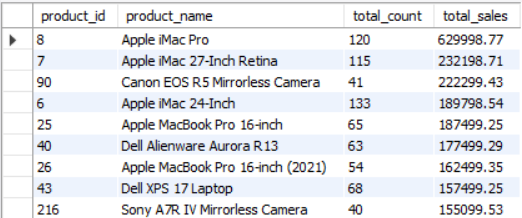 product_id product_name total_count total_sales
8 Apple iMac Pro 120 629998.77
7 Apple iMac 27-Inch Retina 115 232198.71
90 Canon EOS R5 Mirrorless Camera 41 222299.43
6 Apple iMac 24-Inch 133 189798.54
25 Apple MacBook Pro 16-inch 65 187499.25
40 Dell Alienware Aurora R13 63 177499.29
26 Apple MacBook Pro 16-inch (2021) 54 162499.35
43 Dell XPS 17 Laptop 68 157499.25
216 Sony A7R IV Mirrorless Camera 40 155099.53